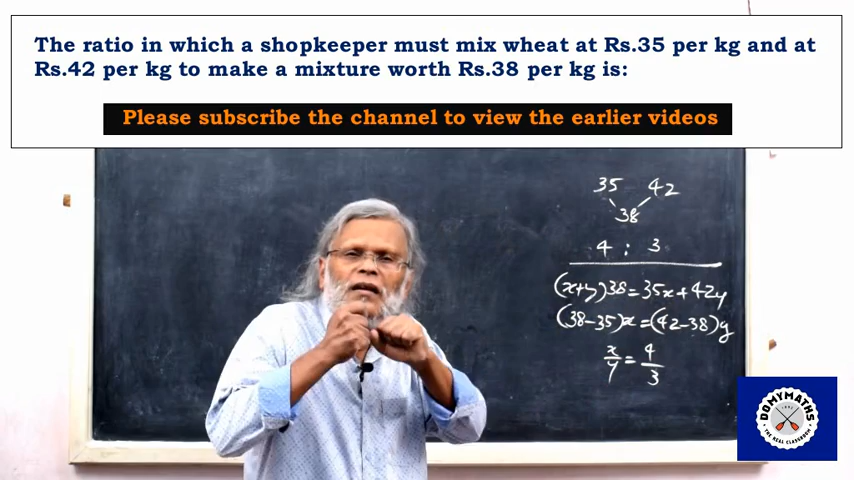 The ratio in which a shopkeeper must mix wheat at Rs.35 per kg and at
Rs.42 per kg to make a mixture worth Rs.38 per kg is:
Please subscribe the channel to view the earlier videos
35 42
38
4 : 3
(x+y)38=35x+42y
(38-35)x=(42-38)y
x/y = 4/3
DOMYMATHS
THE REAL CLASSROOM